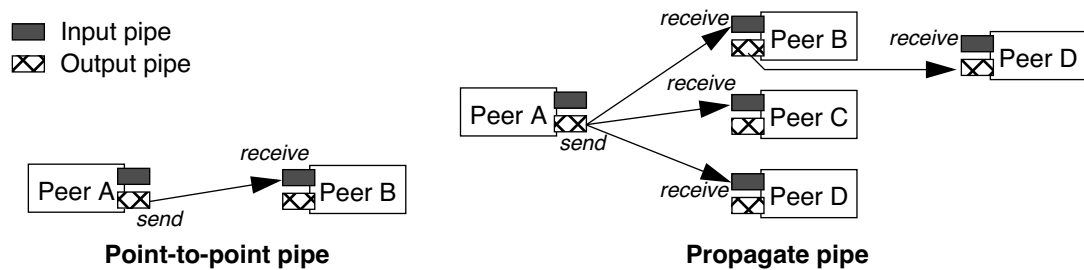 Input pipe
Output pipe
Peer A
send
receive
Peer B
Point-to-point pipe
Peer A
send
receive
Peer B
receive
Peer D
receive
Peer C
receive
Peer D
Propagate pipe